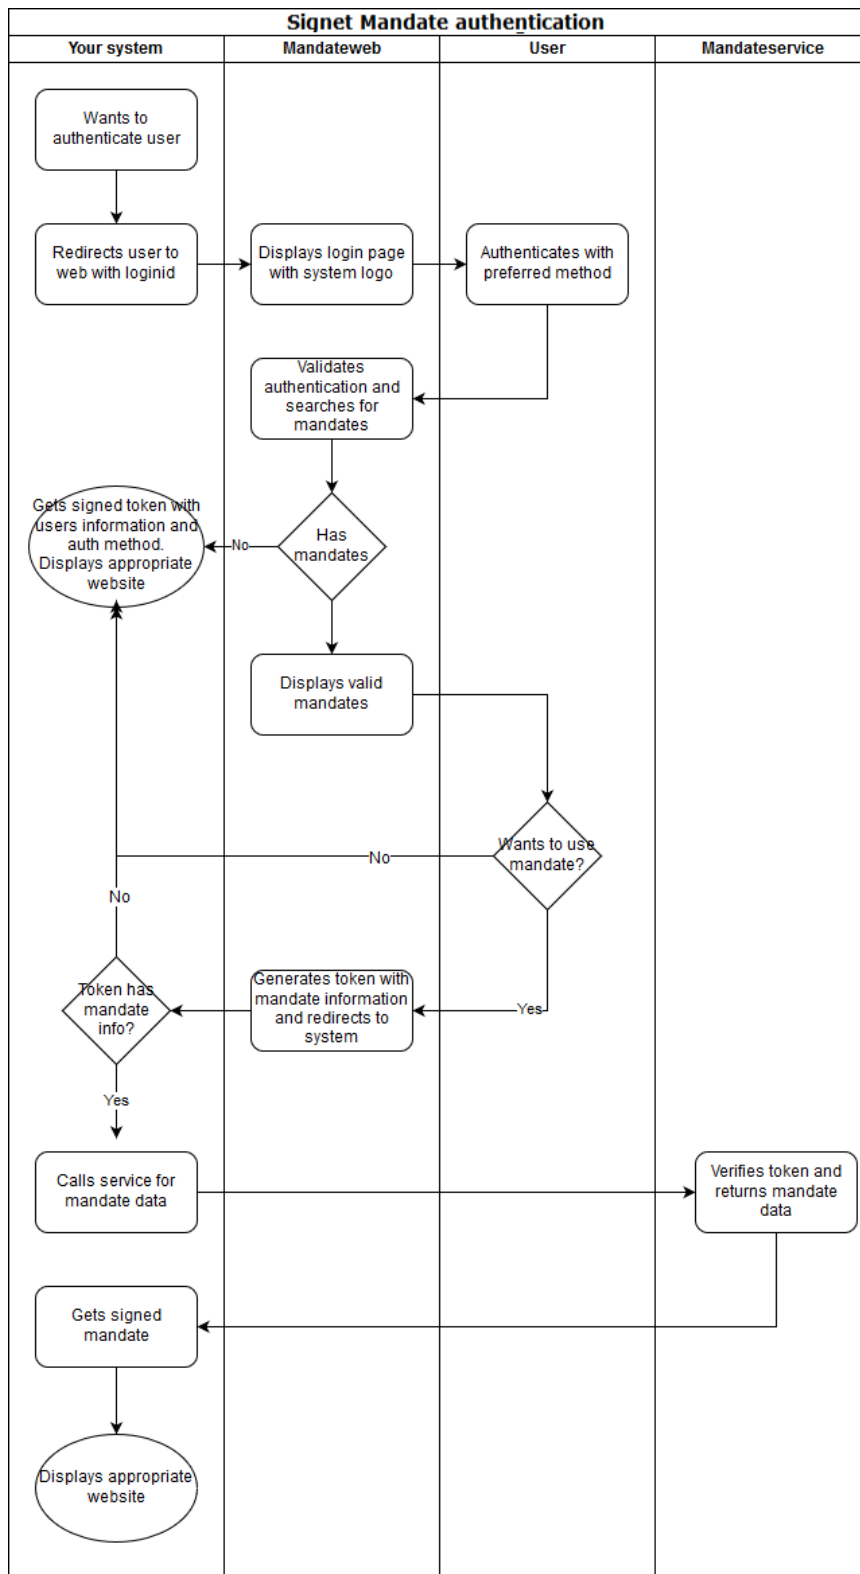 Signet Mandate authentication
Your system
Mandateweb
User
Mandateservice
Wants to
authenticate user
Redirects user to
web with loginid
Displays login page
with system logo
Authenticates with
preferred method
Validates
authentication and
searches for
mandates
Gets signed token with
users information and
auth method.
Displays appropriate
website
No
Has
mandates
Displays valid
mandates
Wants to use
mandate?
No
No
Token has
mandate
info?
Generates token with
mandate information
and redirects to
system
Yes
Yes
Calls service for
mandate data
Verifies token and
returns mandate
data
Gets signed
mandate
Displays appropriate
website